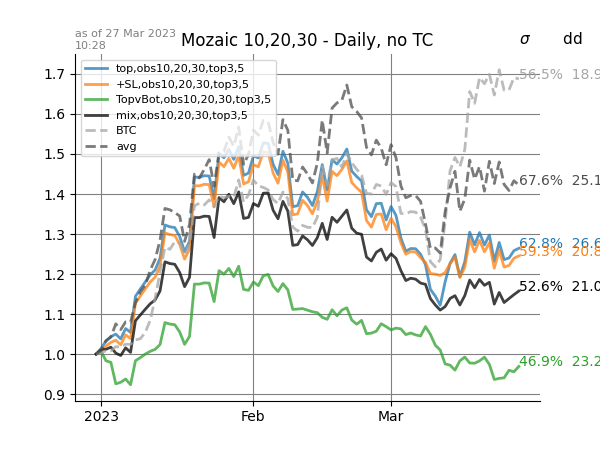 as of 27 Mar 2023
10:28
Mozaic 10,20,30 - Daily, no TC
σ dd
top,obs10,20,30,top3,5
+SL,obs10,20,30,top3,5
TopvBot,obs10,20,30,top3,5
mix,obs10,20,30,top3,5
BTC
avg
1.7
1.6
1.5
1.4
1.3
1.2
1.1
1.0
0.9
56.5% 18.9
67.6% 25.1
62.8% 26.6
59.3% 20.8
52.6% 21.0
46.9% 23.2
2023 Feb Mar